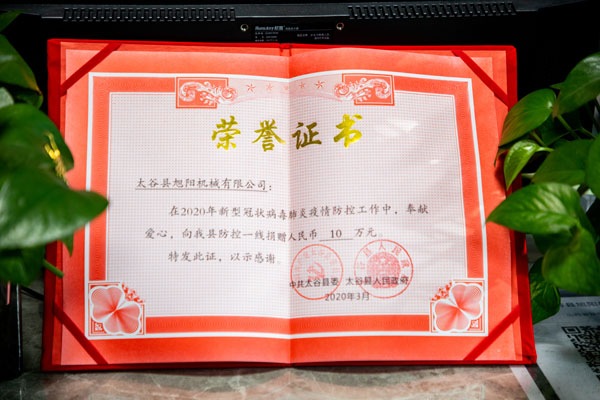 荣誉证书
太谷县旭阳机械有限公司：
在2020年新型冠状病毒肺炎疫情防控工作中，奉献
爱心，向我县防控一线捐赠人民币 10 万元。
特发此证，以示感谢。
中共太谷县委 太谷县人民政府
2020年3月